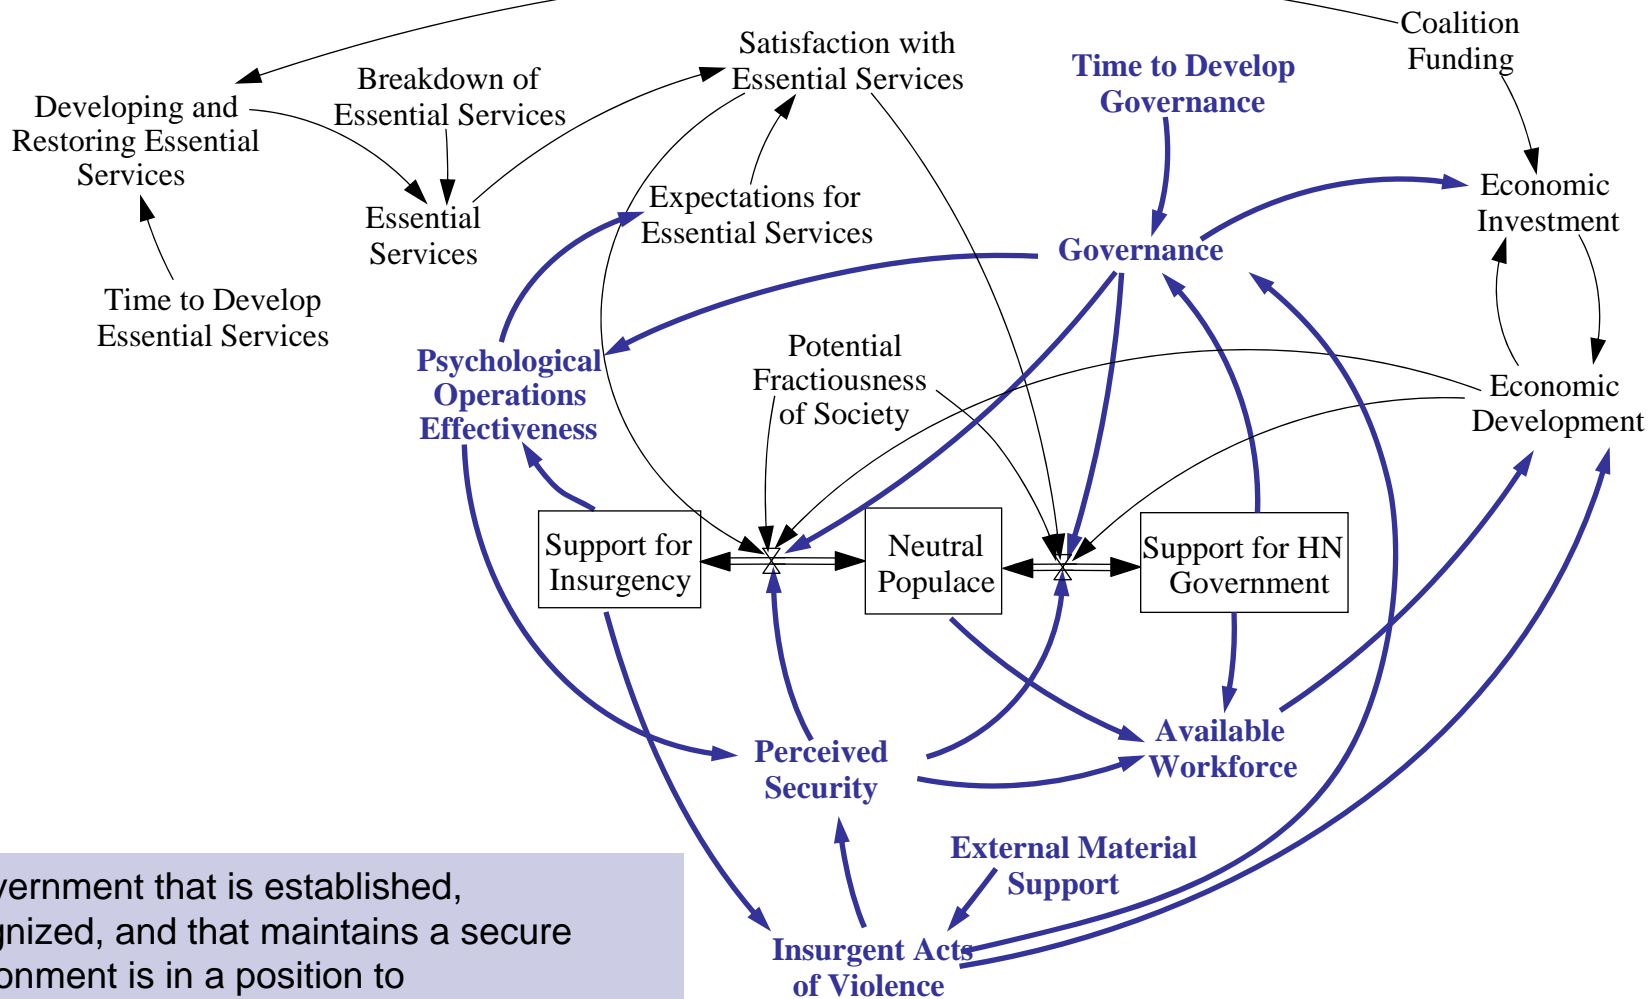 Coalition
Funding
Satisfaction with
Essential Services
Time to Develop
Governance
Breakdown of
Essential Services
Developing and
Restoring Essential
Services
Essential
Services
Expectations for
Essential Services
Economic
Investment
Governance
Time to Develop
Essential Services
Psychological
Operations
Effectiveness
Potential
Fractiousness
of Society
Economic
Development
Support for
Insurgency
Neutral
Populace
Support for HN
Government
Perceived
Security
Available
Workforce
External Material
Support
Insurgent Acts
of Violence
vernment that is established,
gnized, and that maintains a secure
onment is in a position to